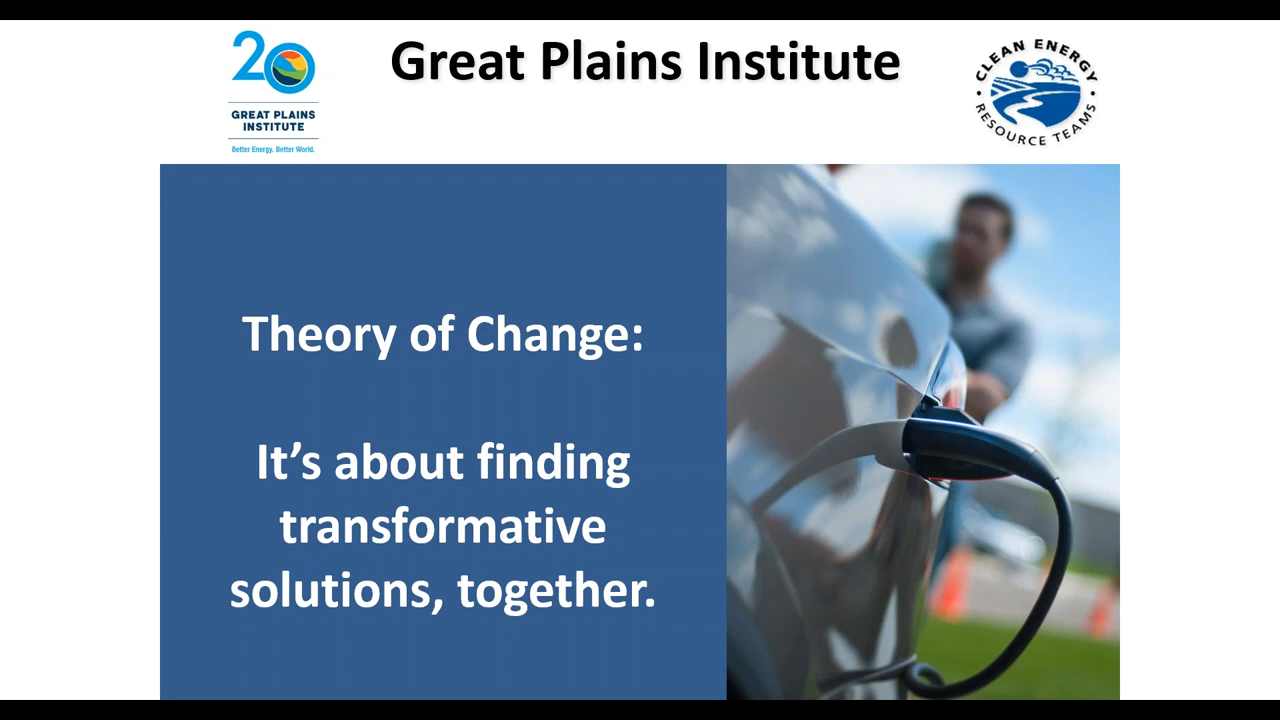 Great Plains Institute
20
GREAT PLAINS
INSTITUTE
Better Energy. Better World.
CLEAN ENERGY
RESOURCE TEAMS
Theory of Change:
It’s about finding
transformative
solutions, together.